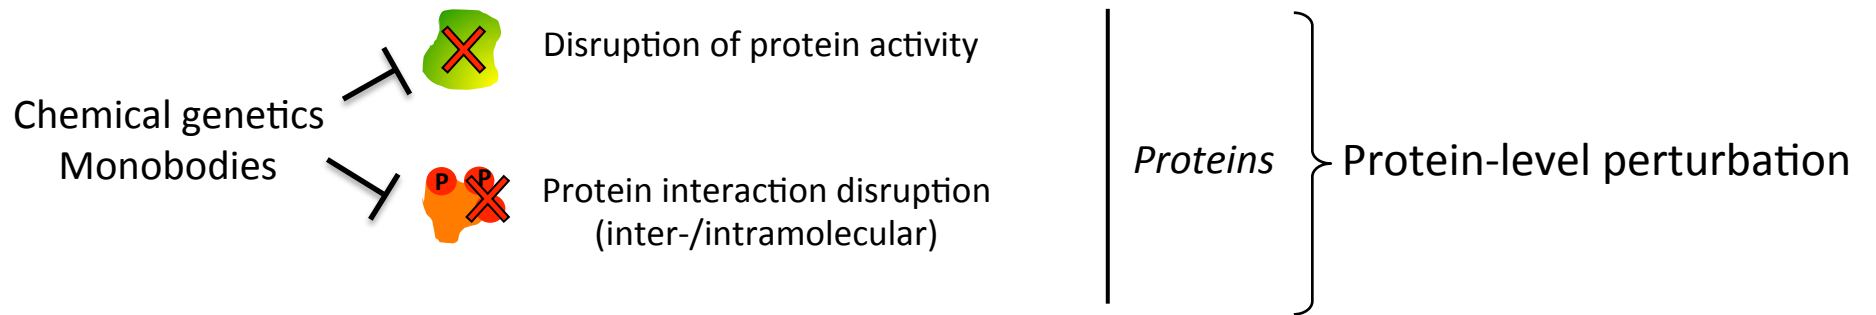 Chemical genetics
Monobodies
Disruption of protein activity
P P
Protein interaction disruption
(inter-/intramolecular)
Proteins
Protein-level perturbation